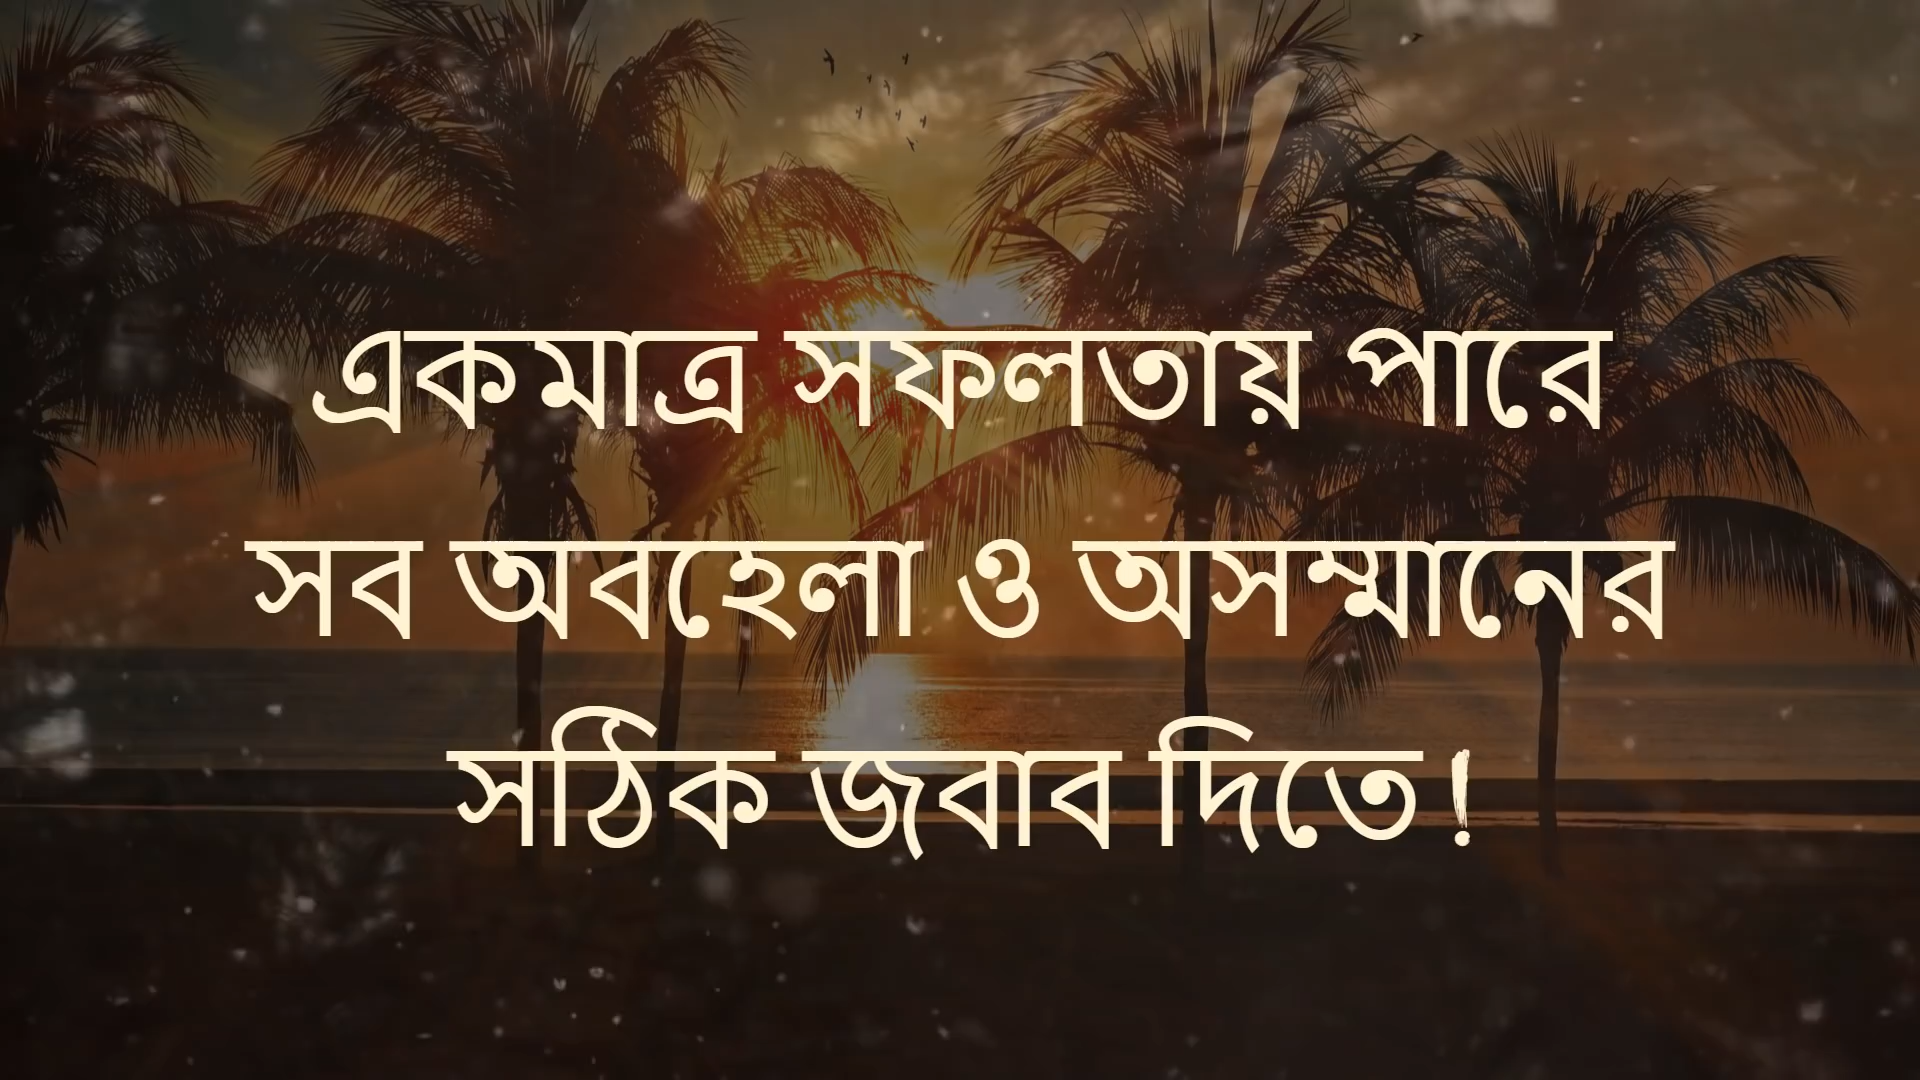 একমাত্র সফলতায় পারে
সব অবহেলা ও অসম্মানের
সঠিক জবাব দিতে!